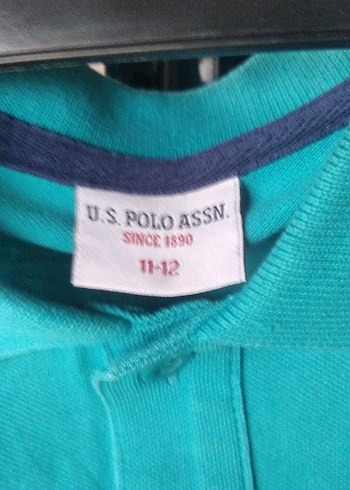 U.S. POLO ASSN.
SINCE 1890
11-12